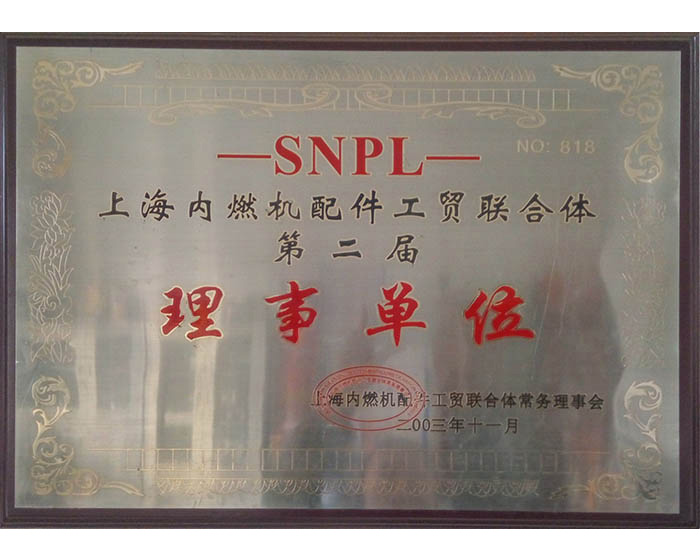 —SNPL—
NO: 818
上海内燃机配件工贸联合体
第二届
理事单位
上海内燃机配件工贸联合体常务理事会
二00三年十一月